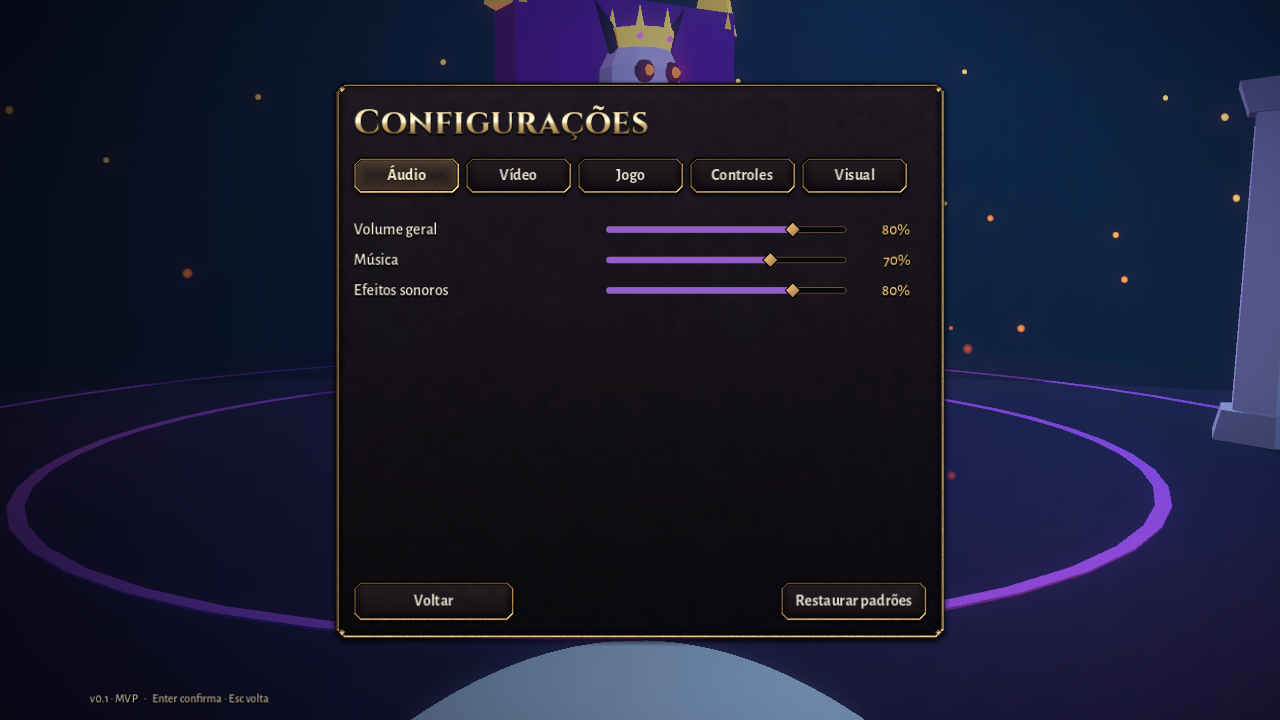 Configurações
Áudio Vídeo Jogo Controles Visual
Volume geral 80%
Música 70%
Efeitos sonoros 80%
Voltar Restaurar padrões
v0.1 · MVP · Enter confirma · Esc volta